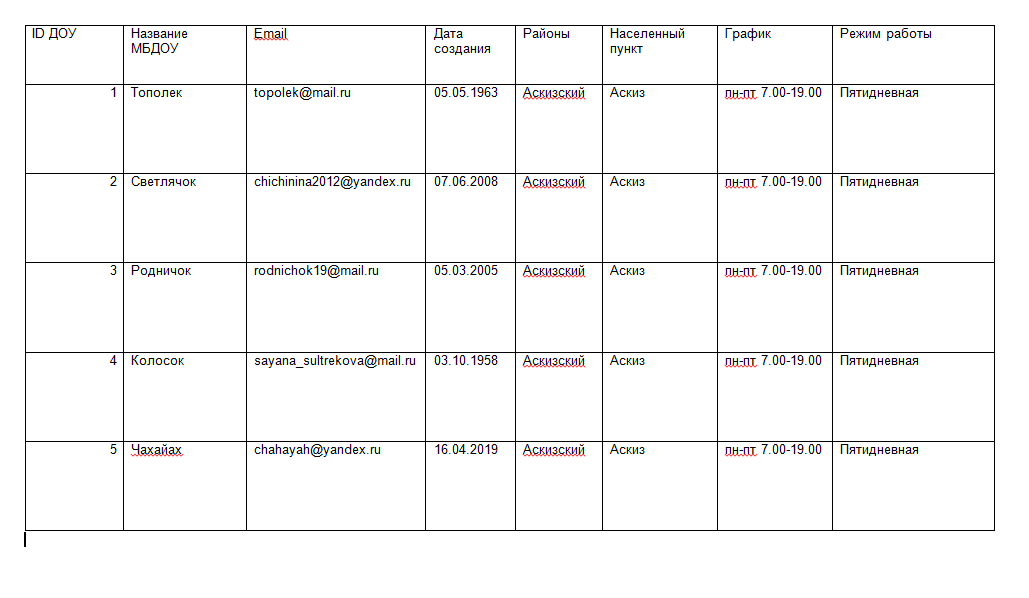 ID ДОУ Название МБДОУ Email Дата создания Районы Населенный пункт График Режим работы
1 Тополек topolek@mail.ru 05.05.1963 Аскизский Аскиз пн-пт 7.00-19.00 Пятидневная
2 Светлячок chichinina2012@yandex.ru 07.06.2008 Аскизский Аскиз пн-пт 7.00-19.00 Пятидневная
3 Родничок rodnichok19@mail.ru 05.03.2005 Аскизский Аскиз пн-пт 7.00-19.00 Пятидневная
4 Колосок sayana_sultrekova@mail.ru 03.10.1958 Аскизский Аскиз пн-пт 7.00-19.00 Пятидневная
5 Чахайах chahayah@yandex.ru 16.04.2019 Аскизский Аскиз пн-пт 7.00-19.00 Пятидневная